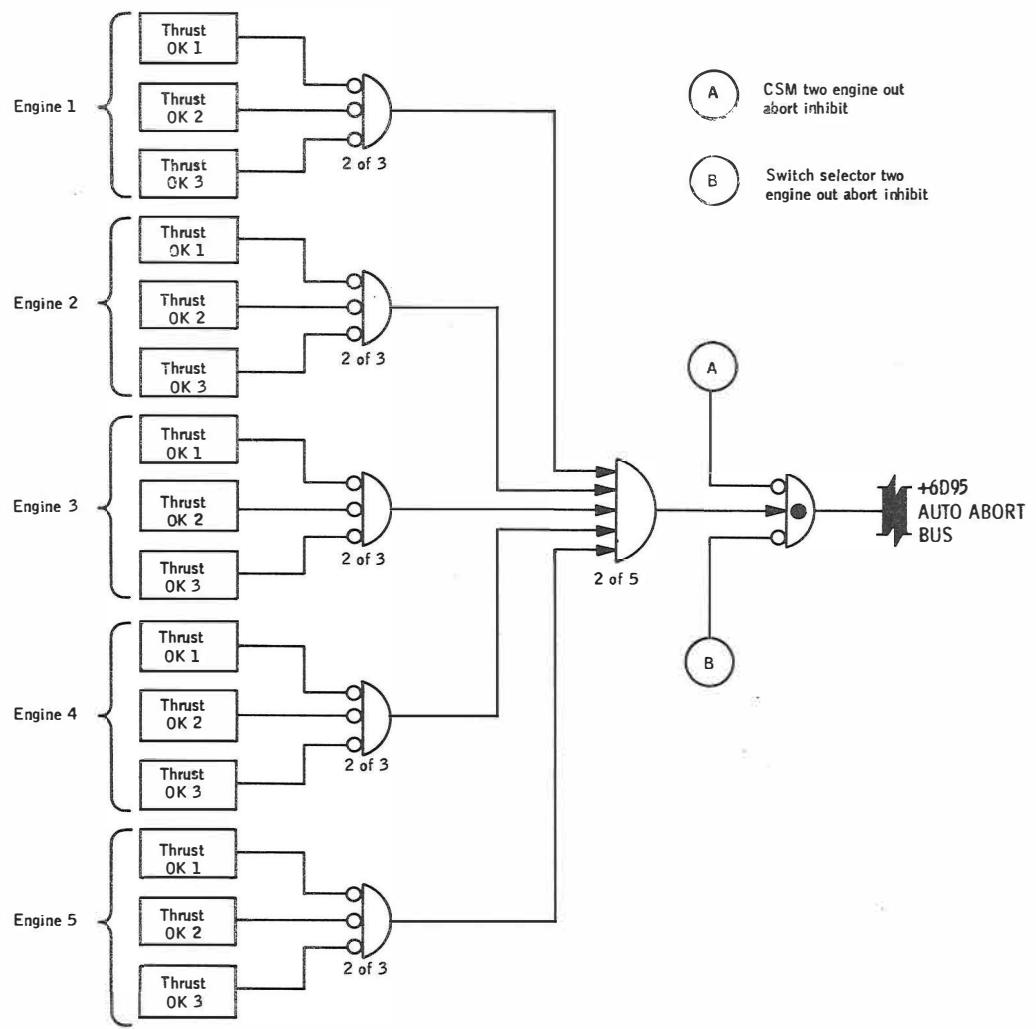 Engine 1
Thrust
OK 1
Thrust
OK 2
Thrust
OK 3
2 of 3
A
CSM two engine out
abort inhibit
B
Switch selector two
engine out abort inhibit
Engine 2
Thrust
OK 1
Thrust
OK 2
Thrust
OK 3
2 of 3
Engine 3
Thrust
OK 1
Thrust
OK 2
Thrust
OK 3
2 of 3
Engine 4
Thrust
OK 1
Thrust
OK 2
Thrust
OK 3
2 of 3
Engine 5
Thrust
OK 1
Thrust
OK 2
Thrust
OK 3
2 of 3
2 of 5
A
B
+6D95
AUTO ABORT
BUS